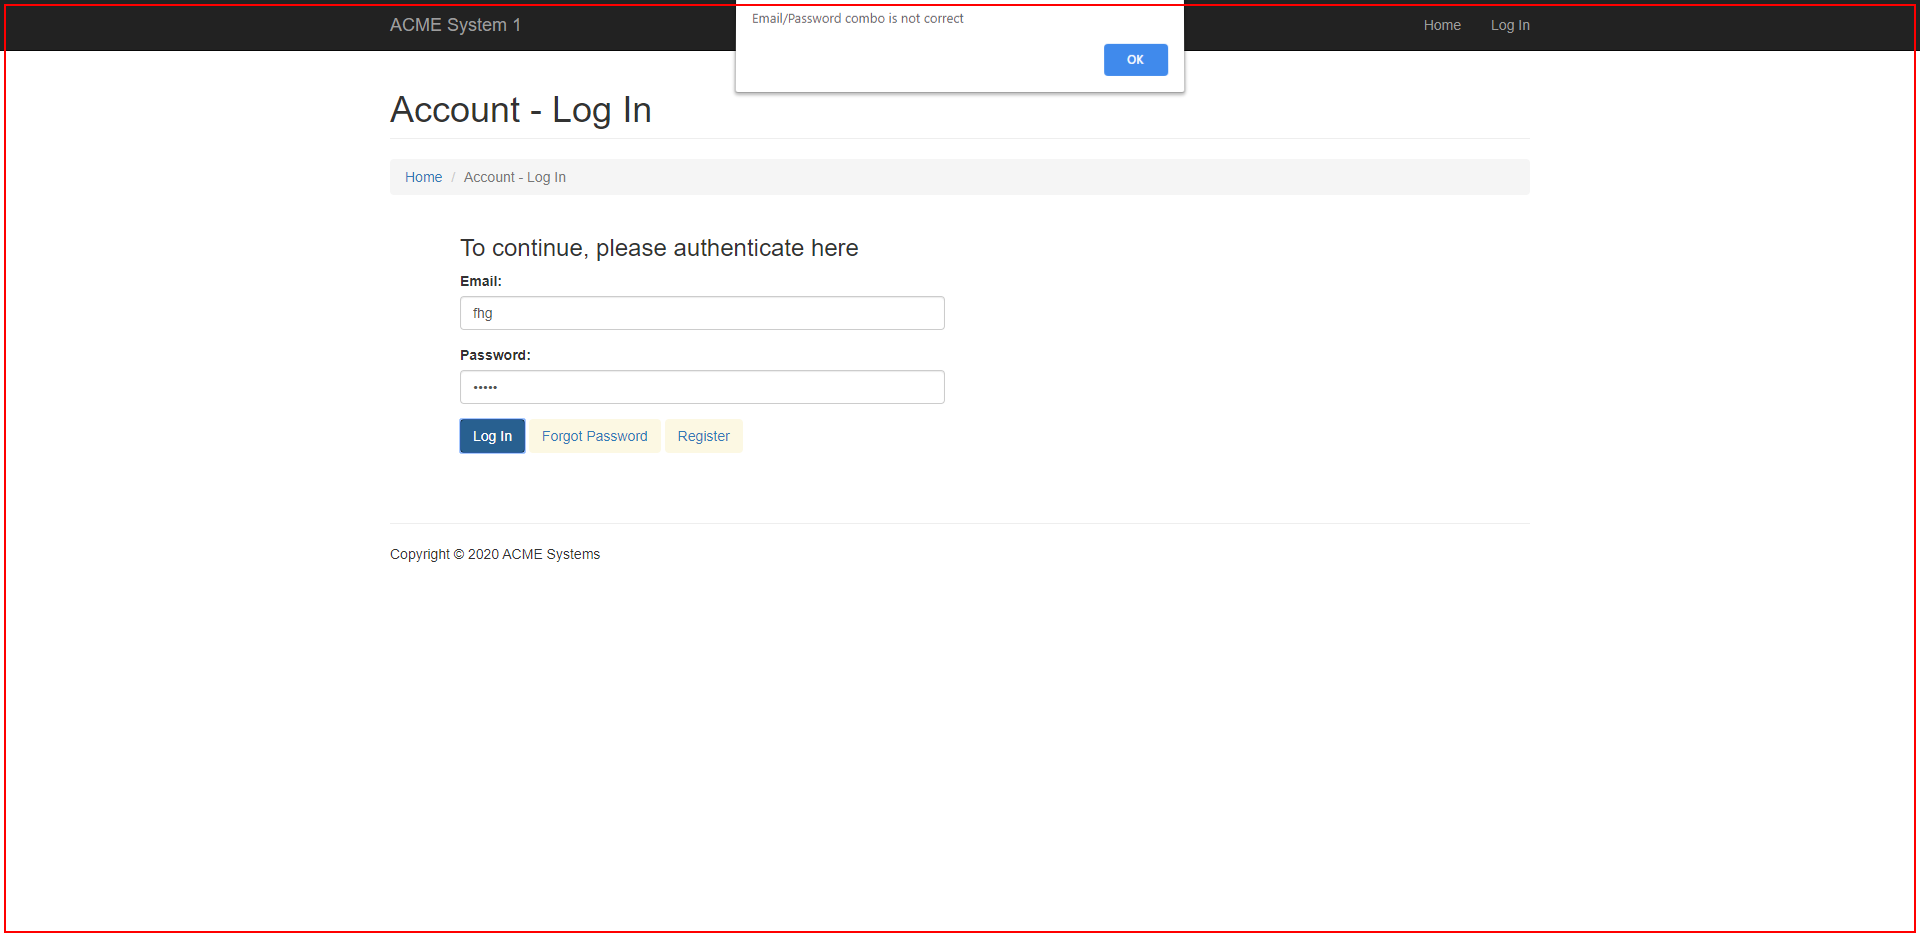 ACME System 1
Email/Password combo is not correct
Home Log In
OK
Account - Log In
Home / Account - Log In
To continue, please authenticate here
Email:
fhg
Password:
•••••
Log In Forgot Password Register
Copyright © 2020 ACME Systems